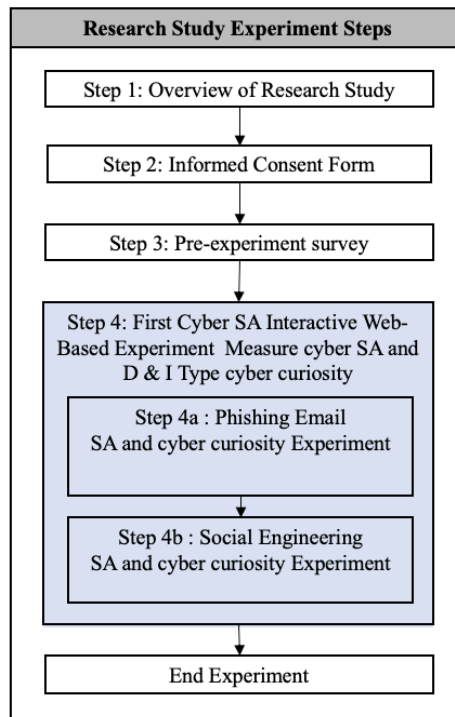 Research Study Experiment Steps
Step 1: Overview of Research Study
Step 2: Informed Consent Form
Step 3: Pre-experiment survey
Step 4: First Cyber SA Interactive Web-
Based Experiment Measure cyber SA and
D & I Type cyber curiosity
Step 4a : Phishing Email
SA and cyber curiosity Experiment
Step 4b : Social Engineering
SA and cyber curiosity Experiment
End Experiment